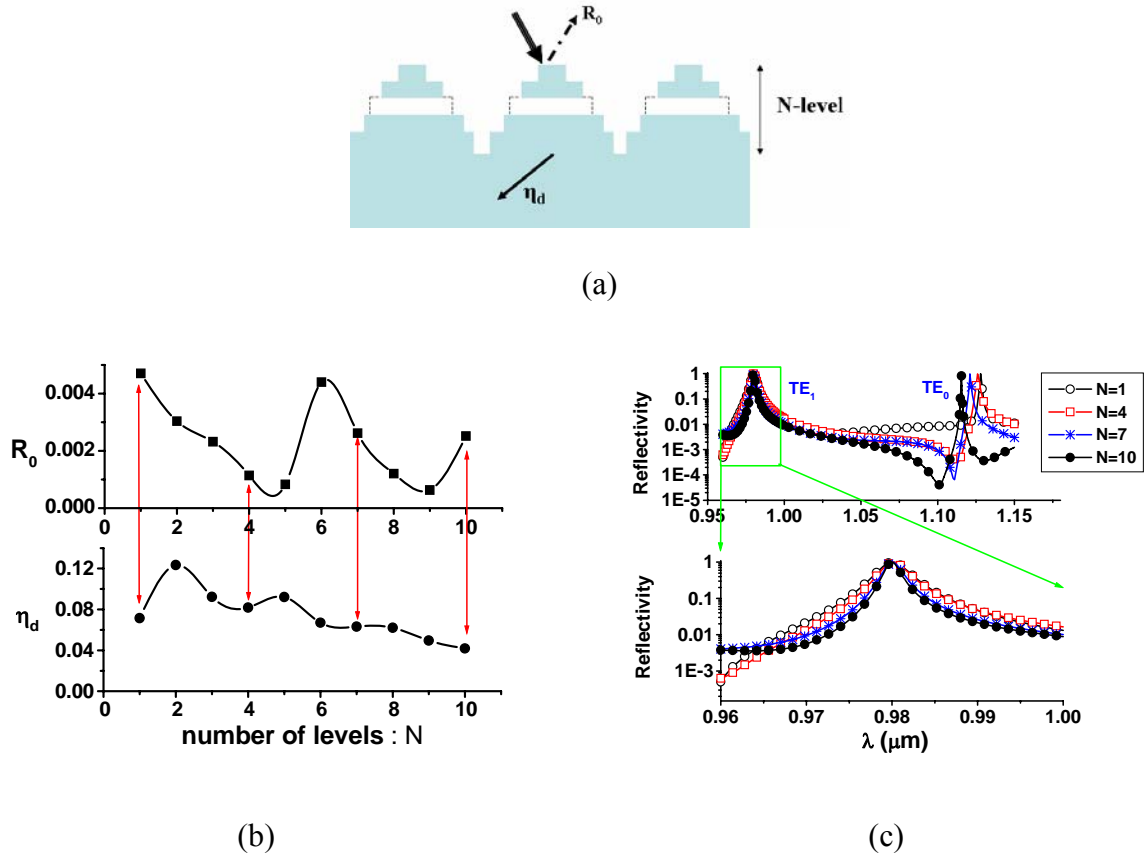 R₀
N-level
η_d
(a)
0.004
0.002
0.000
R₀
0 2 4 6 8 10
0.12
0.08
0.04
0.00
η_d
0 2 4 6 8 10
number of levels : N
(b)
1
0.1
0.01
1E-3
1E-4
1E-5
Reflectivity
TE₁
TE₀
0.95 1.00 1.05 1.10 1.15
N=1
N=4
N=7
N=10
1
0.1
0.01
1E-3
Reflectivity
0.96 0.97 0.98 0.99 1.00
λ (μm)
(c)